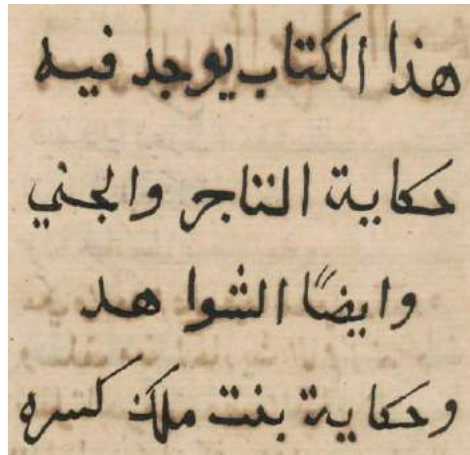 هذا الكتاب يوجد فيه
حكاية التاجر والجني
وايضًا الشواهد
وحكاية بنت ملك كسره